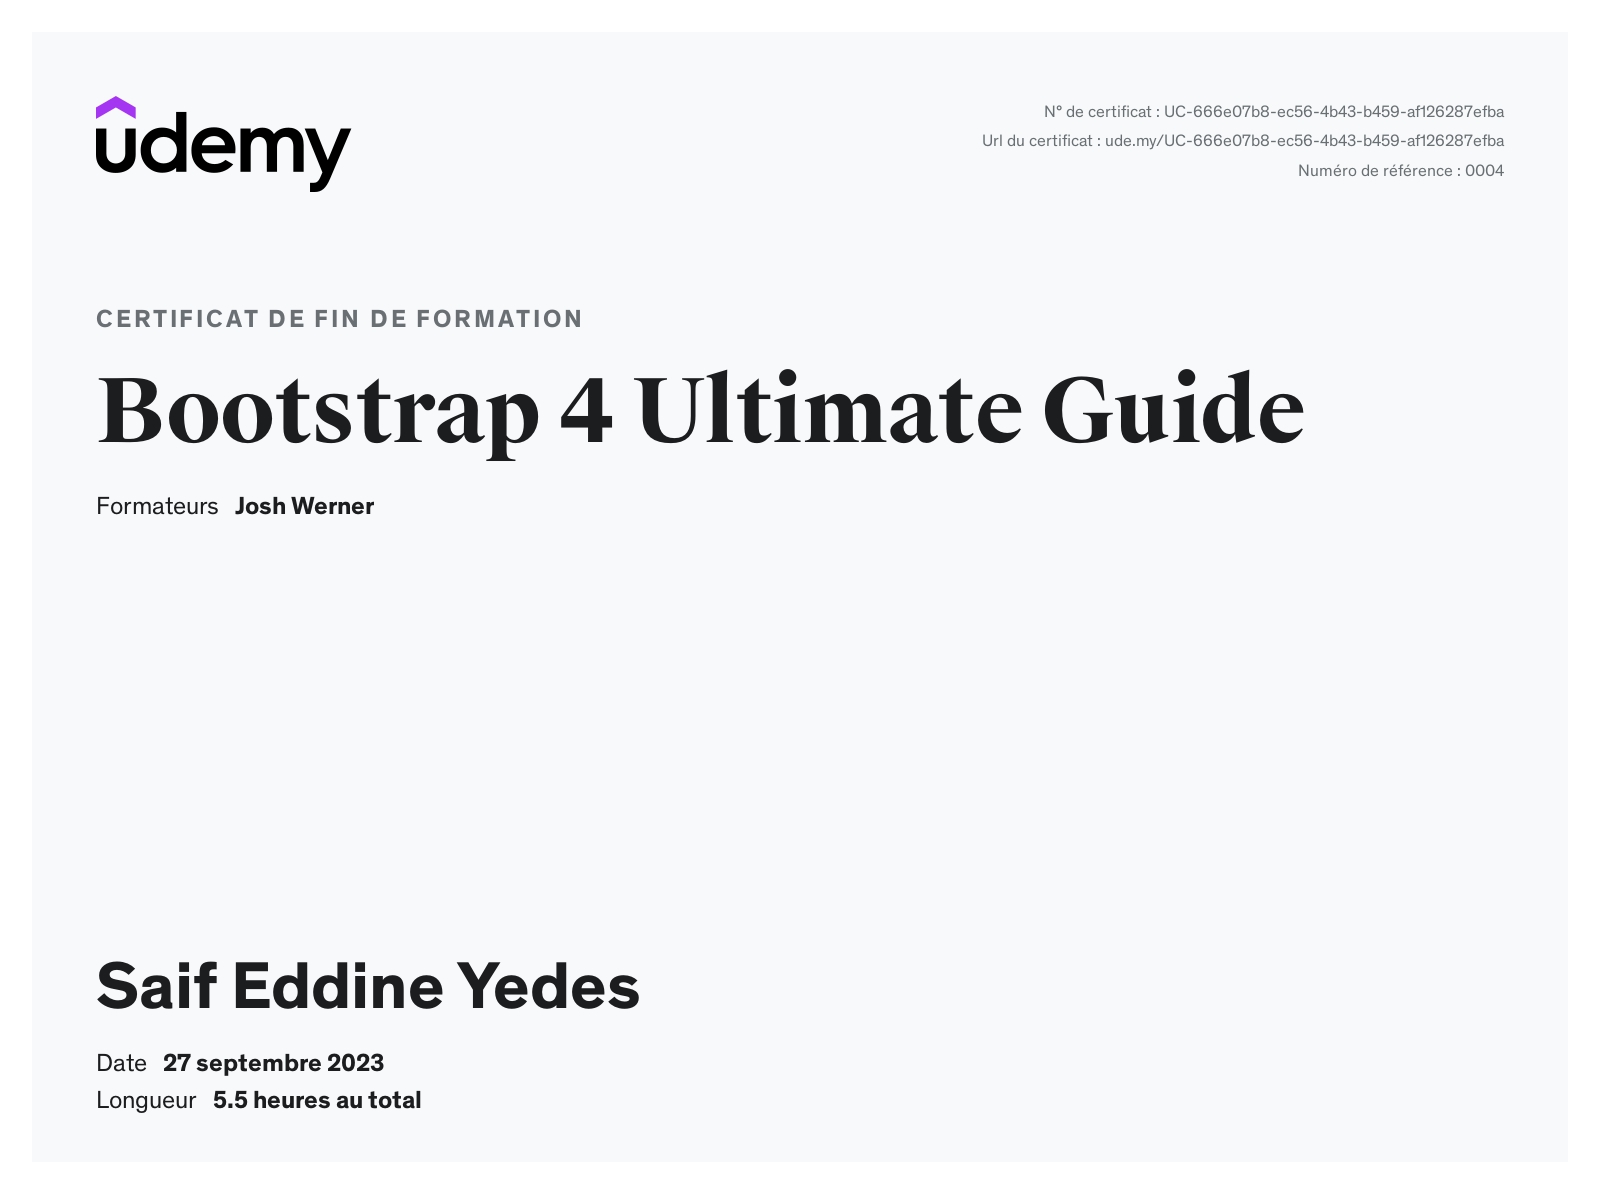 udemy
N° de certificat : UC-666e07b8-ec56-4b43-b459-af126287efba
Url du certificat : ude.my/UC-666e07b8-ec56-4b43-b459-af126287efba
Numéro de référence : 0004
CERTIFICAT DE FIN DE FORMATION
Bootstrap 4 Ultimate Guide
Formateurs Josh Werner
Saif Eddine Yedes
Date 27 septembre 2023
Longueur 5.5 heures au total